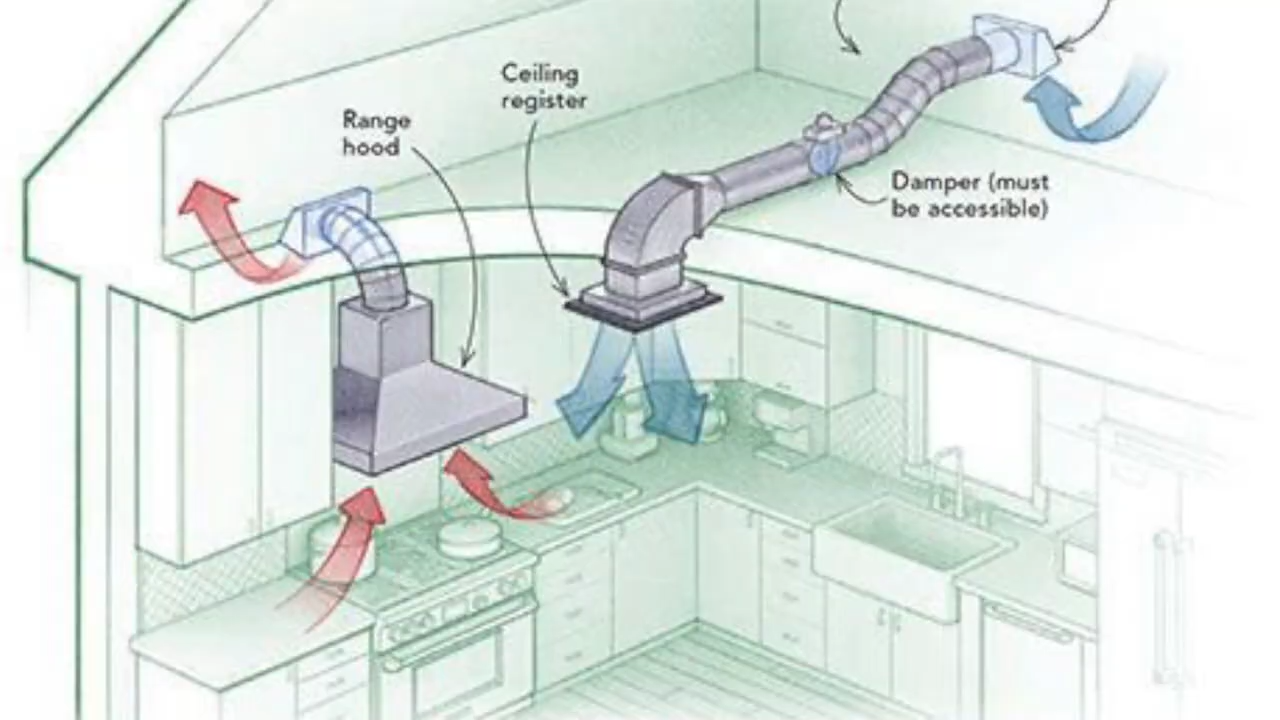 Ceiling
register
Range
hood
Damper (must
be accessible)